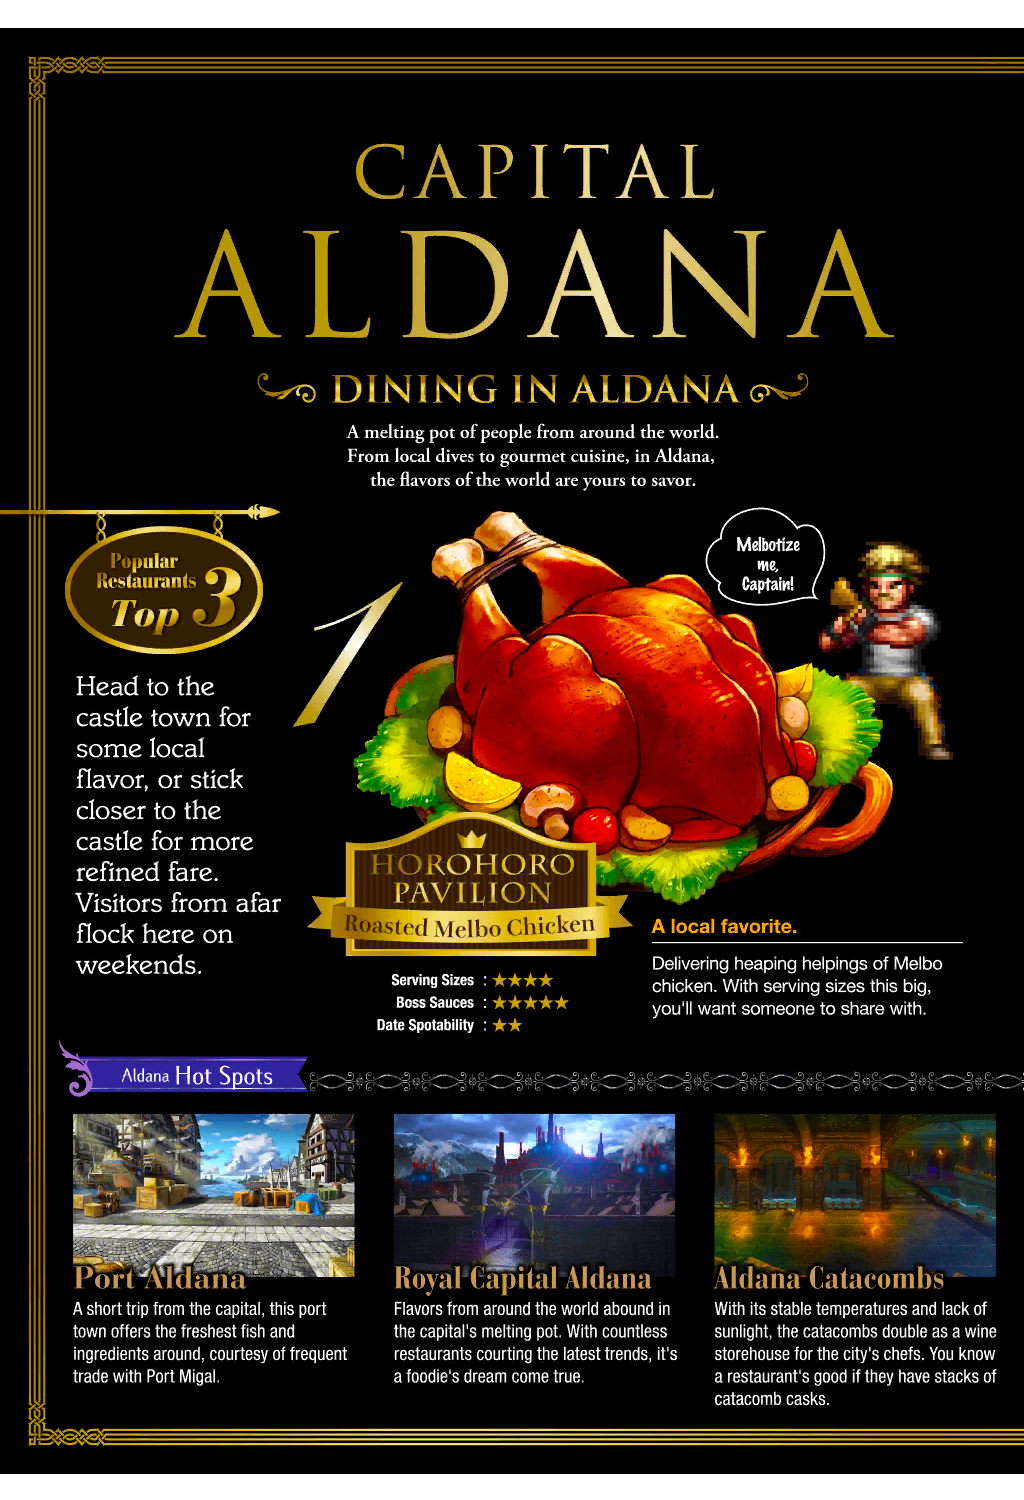 CAPITAL
ALDANA
DINING IN ALDANA
A melting pot of people from around the world.
From local dives to gourmet cuisine, in Aldana,
the flavors of the world are yours to savor.
Popular
Restaurants
Top 3
Head to the
castle town for
some local
flavor, or stick
closer to the
castle for more
refined fare.
Visitors from afar
flock here on
weekends.
1
Melbotize
me,
Captain!
HOROHORO
PAVILION
Roasted Melbo Chicken
Serving Sizes : ★★★★
Boss Sauces : ★★★★★
Date Spotability : ★★
A local favorite.
Delivering heaping helpings of Melbo
chicken. With serving sizes this big,
you'll want someone to share with.
Aldana Hot Spots
Port Aldana
A short trip from the capital, this port
town offers the freshest fish and
ingredients around, courtesy of frequent
trade with Port Migal.
Royal Capital Aldana
Flavors from around the world abound in
the capital's melting pot. With countless
restaurants courting the latest trends, it's
a foodie's dream come true.
Aldana Catacombs
With its stable temperatures and lack of
sunlight, the catacombs double as a wine
storehouse for the city's chefs. You know
a restaurant's good if they have stacks of
catacomb casks.